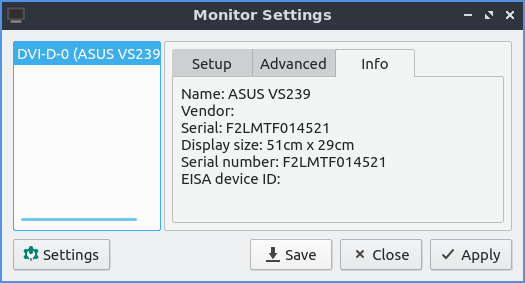 Monitor Settings
DVI-D-0 (ASUS VS239
Setup
Advanced
Info
Name: ASUS VS239
Vendor:
Serial: F2LMTF014521
Display size: 51cm x 29cm
Serial number: F2LMTF014521
EISA device ID:
Settings
Save
Close
Apply